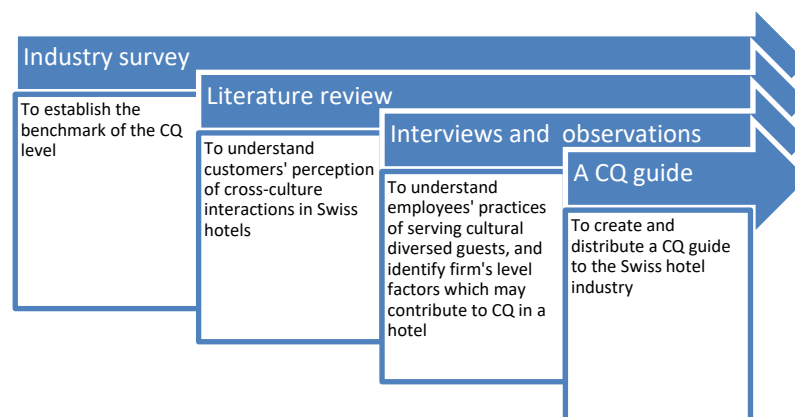 Industry survey
To establish the
benchmark of the CQ
level
Literature review
To understand
customers' perception
of cross-culture
interactions in Swiss
hotels
Interviews and observations
To understand
employees' practices
of serving cultural
diversed guests, and
identify firm's level
factors which may
contribute to CQ in a
hotel
A CQ guide
To create and
distribute a CQ guide
to the Swiss hotel
industry